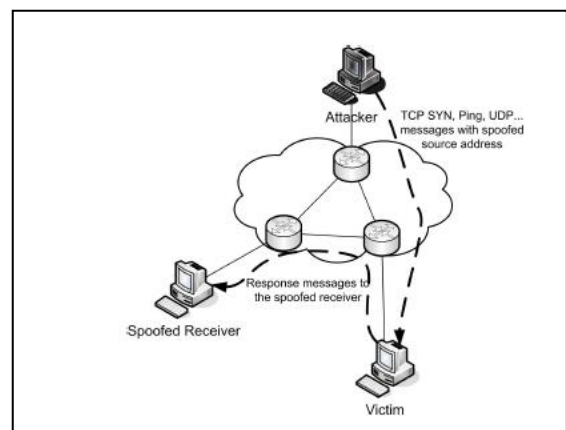 Attacker
TCP SYN, Ping, UDP...
messages with spoofed
source address
Response messages to
the spoofed receiver
Spoofed Receiver
Victim